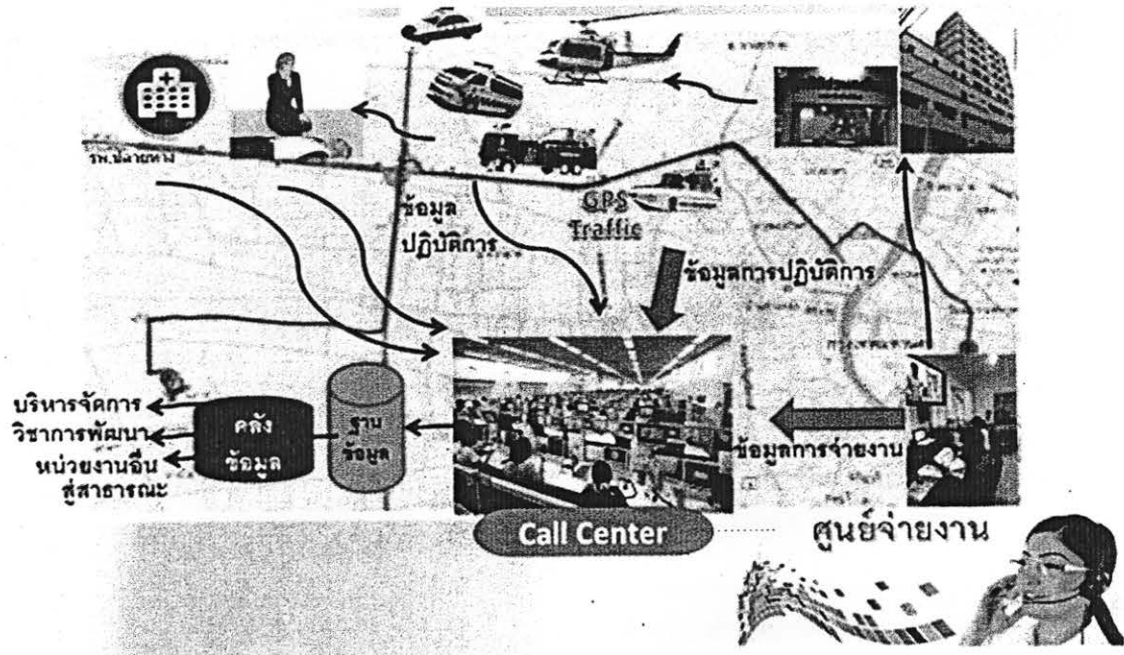 รพ.ปลายทาง
ข้อมูล
ปฏิบัติการ
GPS
Traffic
ข้อมูลการปฏิบัติการ
บริหารจัดการ
วิชาการพัฒนา
หน่วยงานอื่น
สู่สาธารณะ
คลัง
ข้อมูล
ฐาน
ข้อมูล
ข้อมูลการจ่ายงาน
Call Center
ศูนย์จ่ายงาน